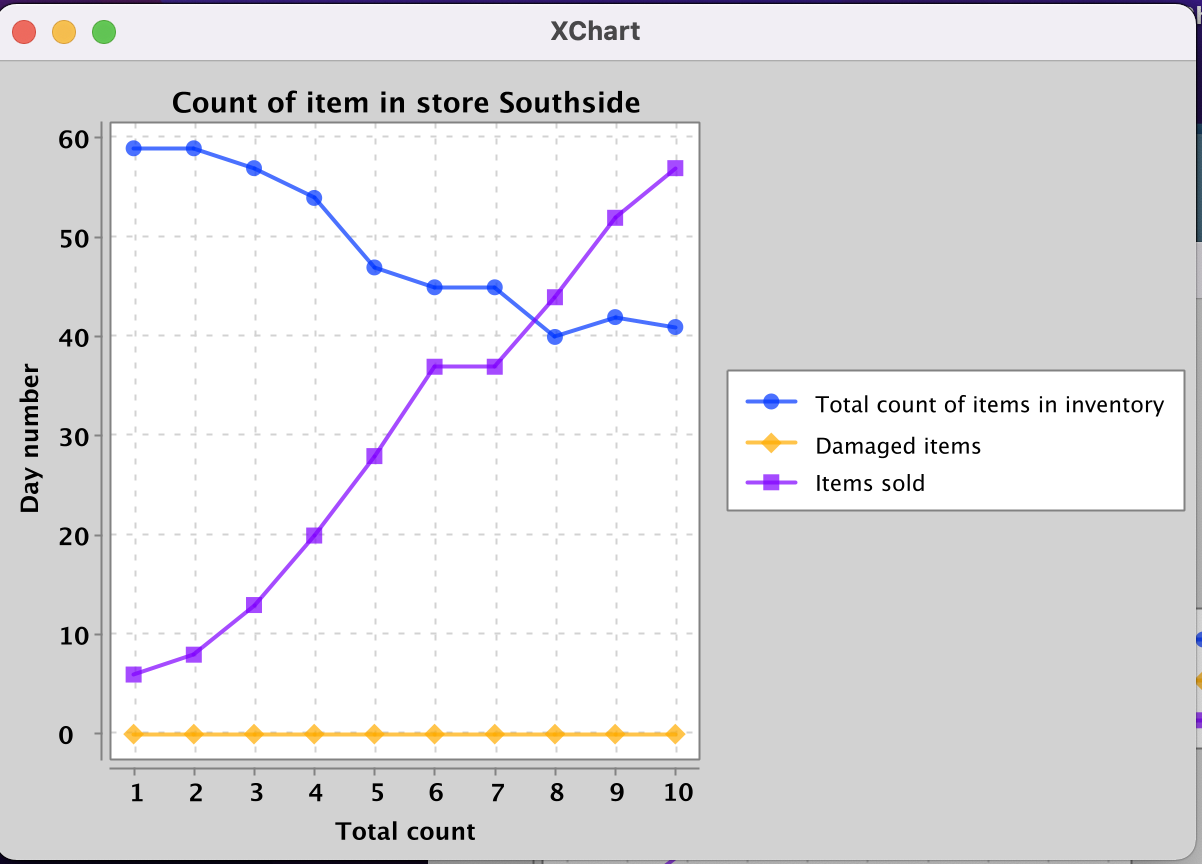 XChart
Count of item in store Southside
60
50
40
30
20
10
0
Day number
1 2 3 4 5 6 7 8 9 10
Total count
Total count of items in inventory
Damaged items
Items sold